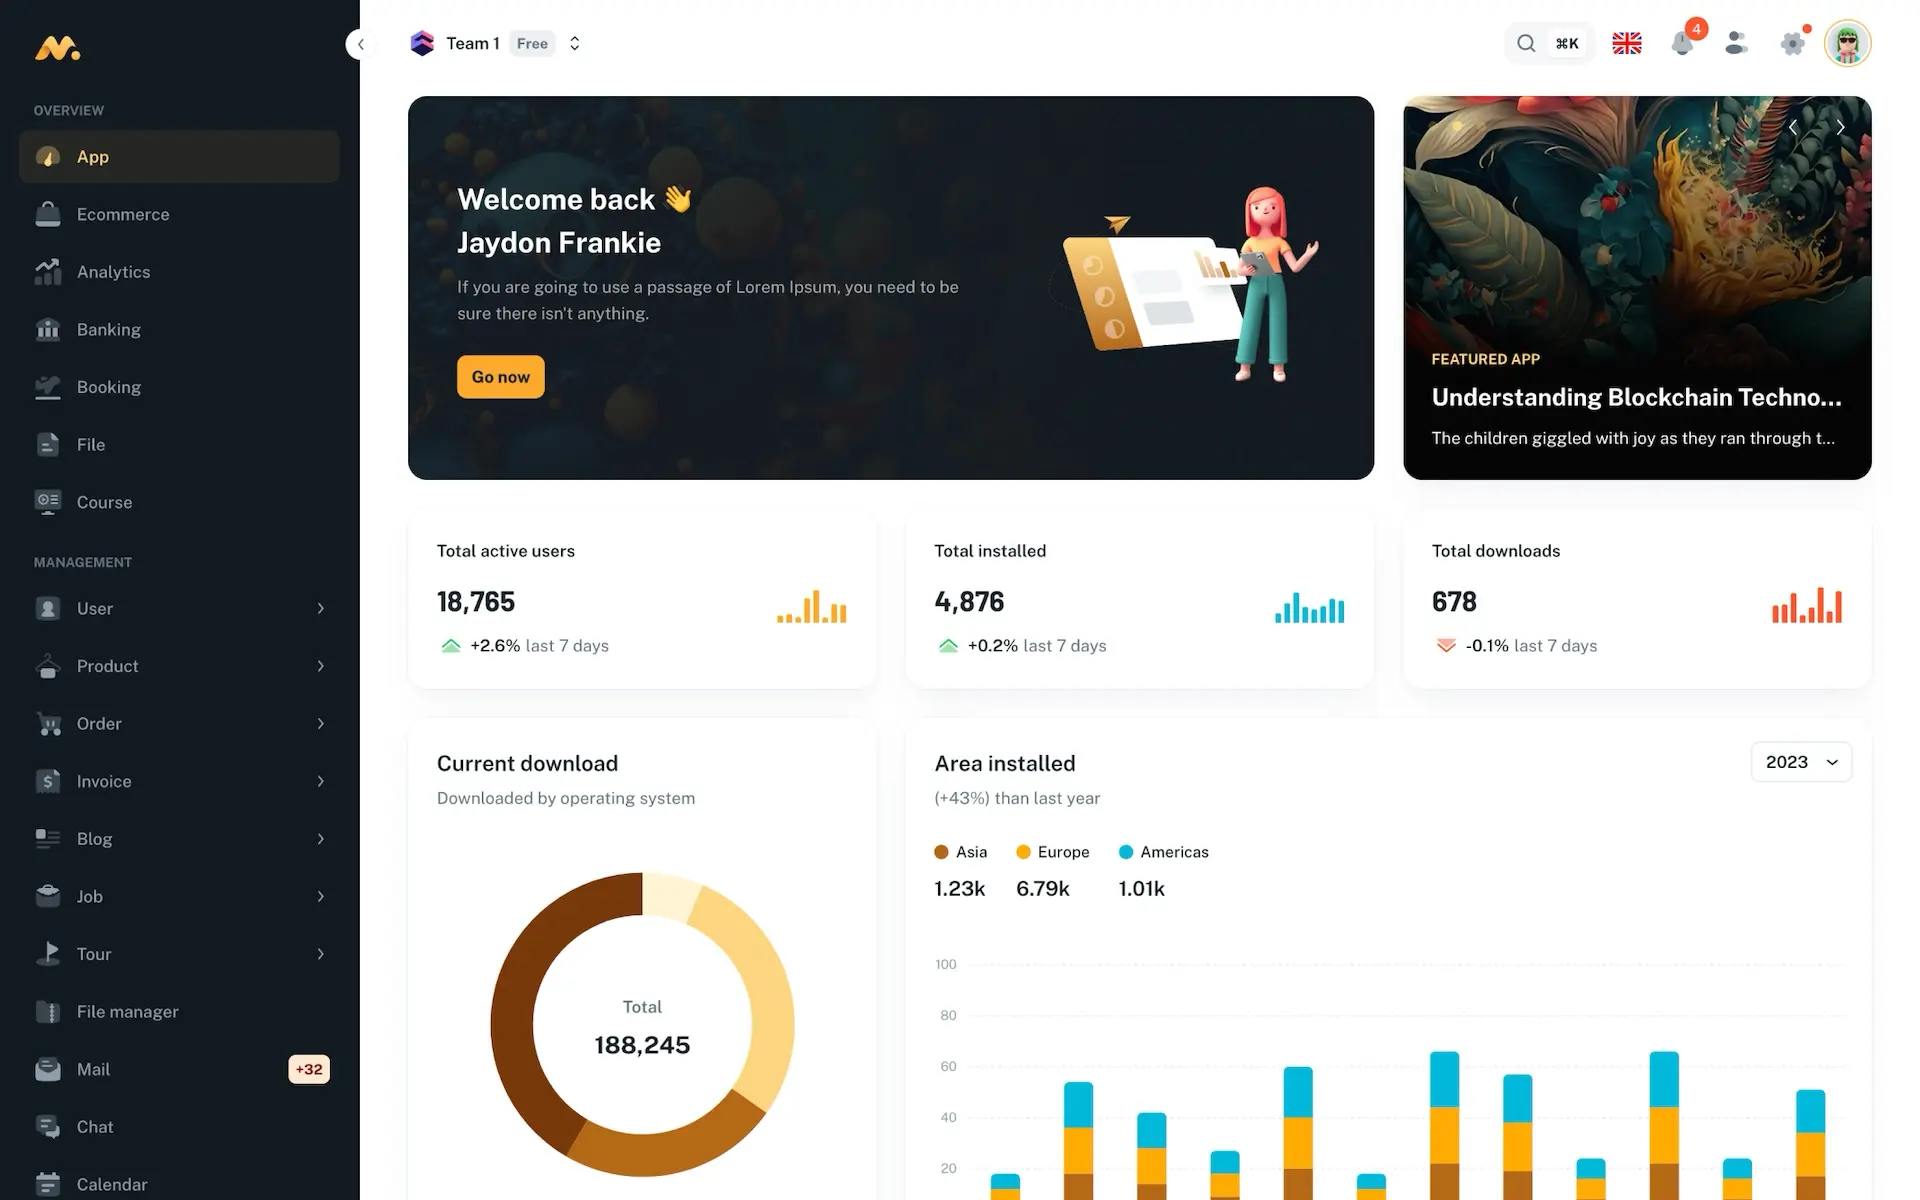 OVERVIEW
App
Ecommerce
Analytics
Banking
Booking
File
Course
MANAGEMENT
User
Product
Order
Invoice
Blog
Job
Tour
File manager
Mail
+32
Chat
Calendar
Team 1 Free
⌘K
4
Welcome back 👋
Jaydon Frankie
If you are going to use a passage of Lorem Ipsum, you need to be
sure there isn't anything.
Go now
FEATURED APP
Understanding Blockchain Techno...
The children giggled with joy as they ran through t...
Total active users
18,765
+2.6% last 7 days
Total installed
4,876
+0.2% last 7 days
Total downloads
678
-0.1% last 7 days
Current download
Downloaded by operating system
Total
188,245
Area installed
(+43%) than last year
2023
Asia Europe Americas
1.23k 6.79k 1.01k
100
80
60
40
20